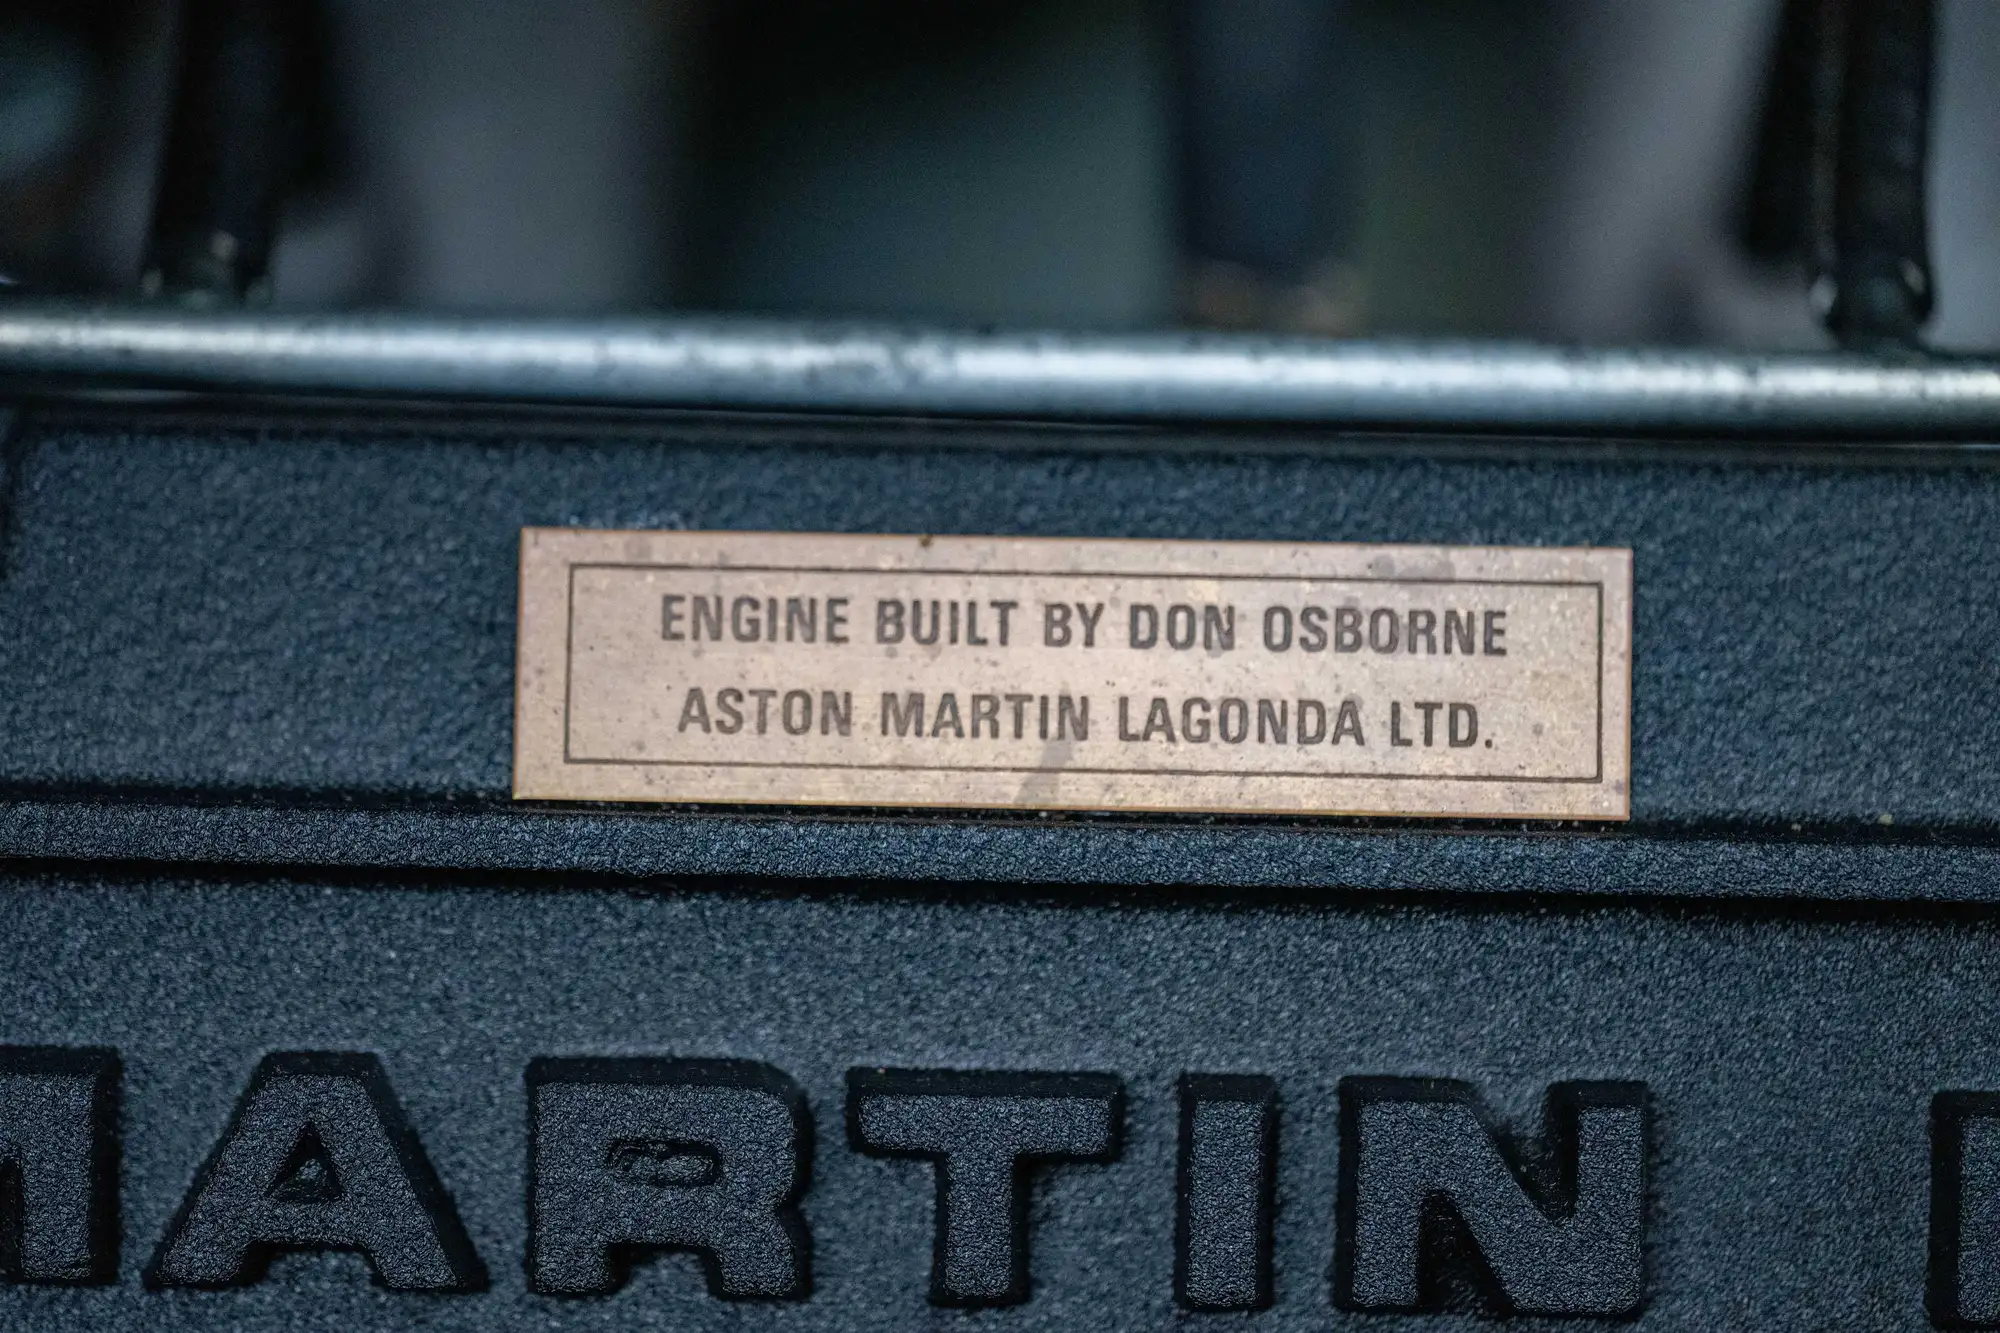 ENGINE BUILT BY DON OSBORNE
ASTON MARTIN LAGONDA LTD.
MARTIN